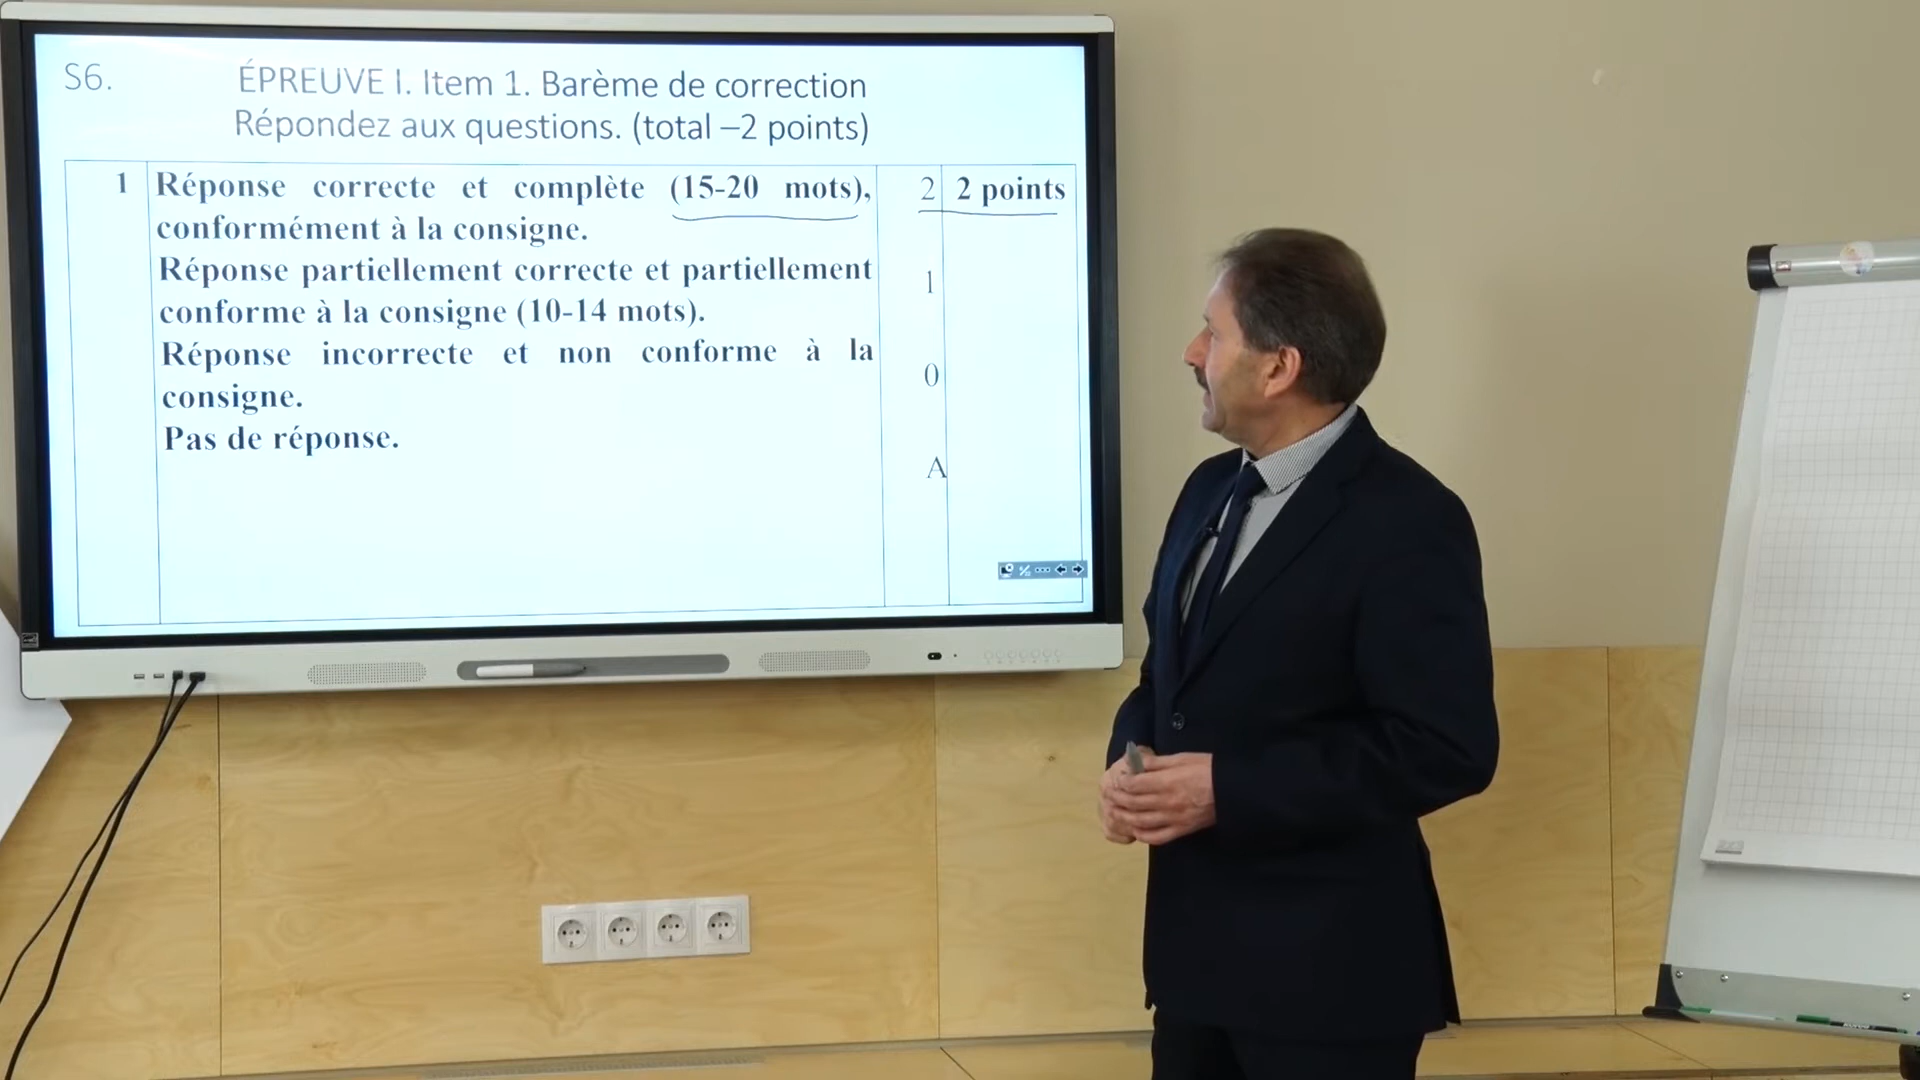 S6.
ÉPREUVE I. Item 1. Barème de correction
Répondez aux questions. (total –2 points)
1 Réponse correcte et complète (15-20 mots), 2 2 points
conformément à la consigne.
Réponse partiellement correcte et partiellement 1
conforme à la consigne (10-14 mots).
Réponse incorrecte et non conforme à la 0
consigne.
Pas de réponse. A